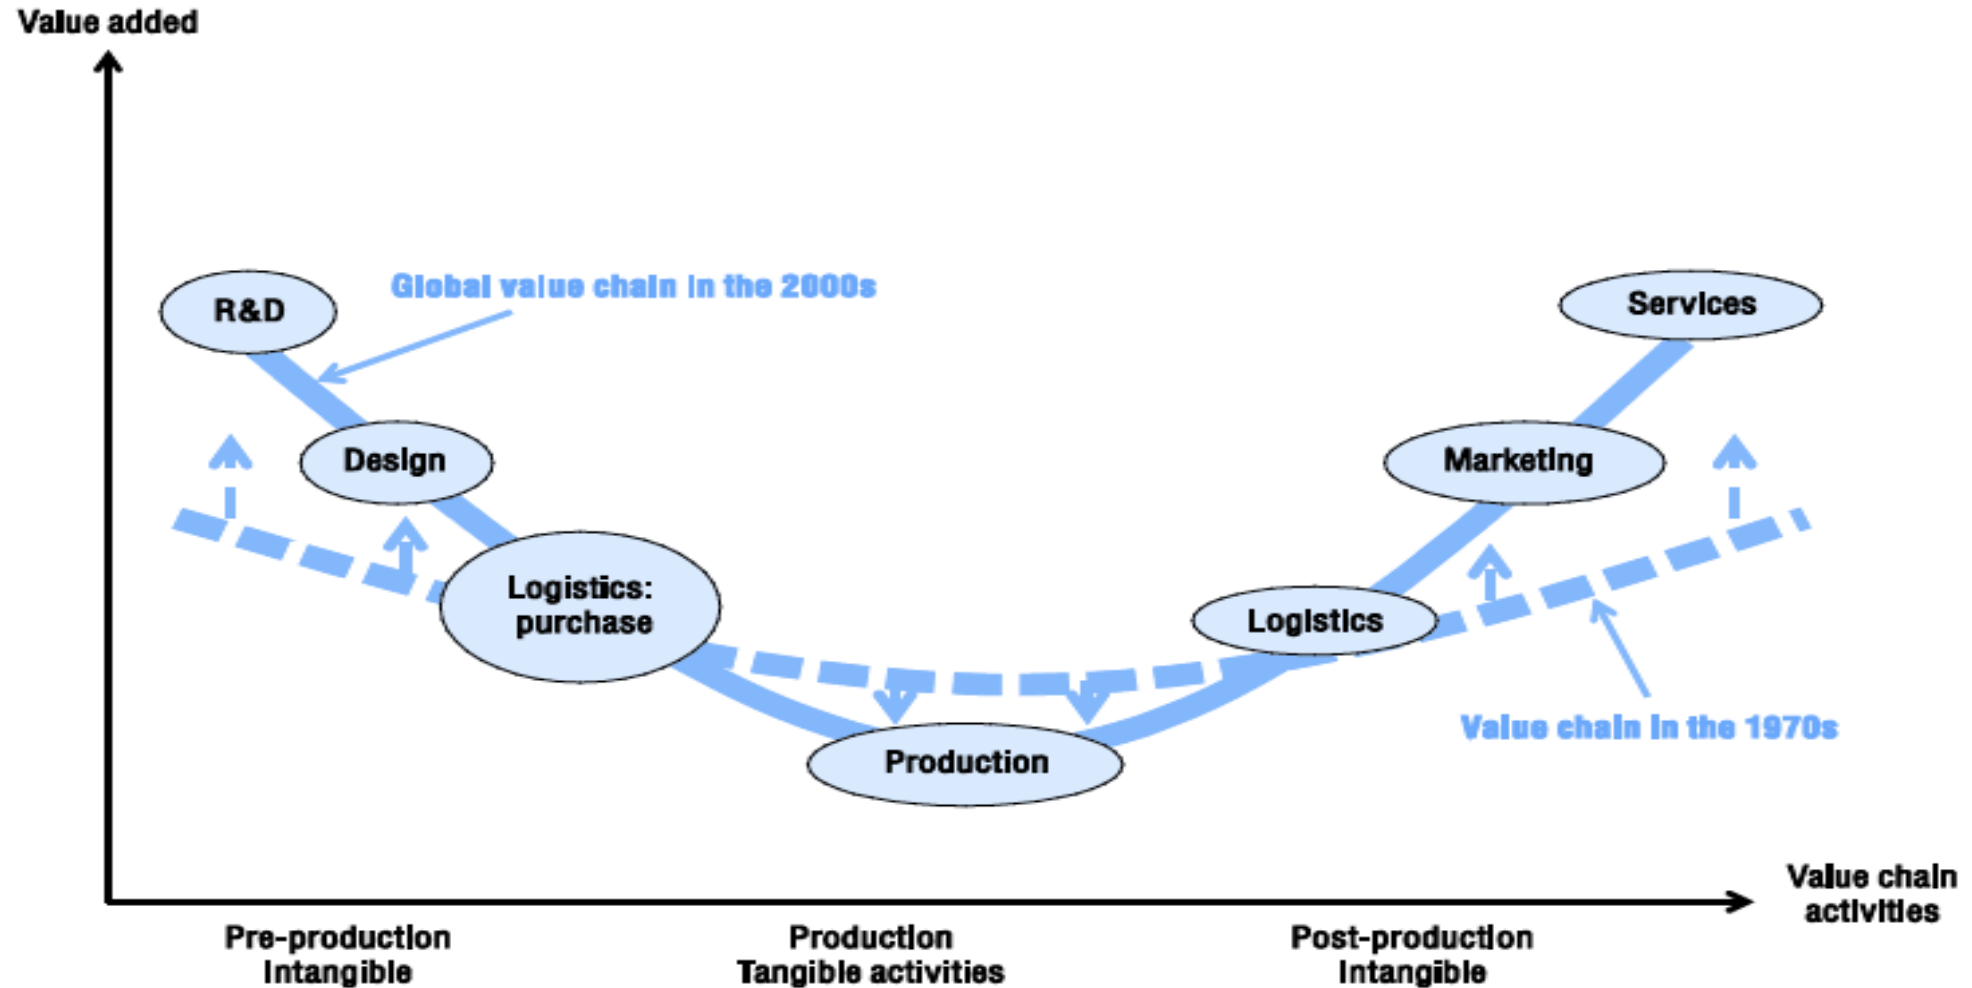 Value added
Global value chain in the 2000s
R&D
Services
Design
Marketing
Logistics:
purchase
Logistics
Value chain in the 1970s
Production
Value chain
activities
Pre-production
Intangible
Production
Tangible activities
Post-production
Intangible